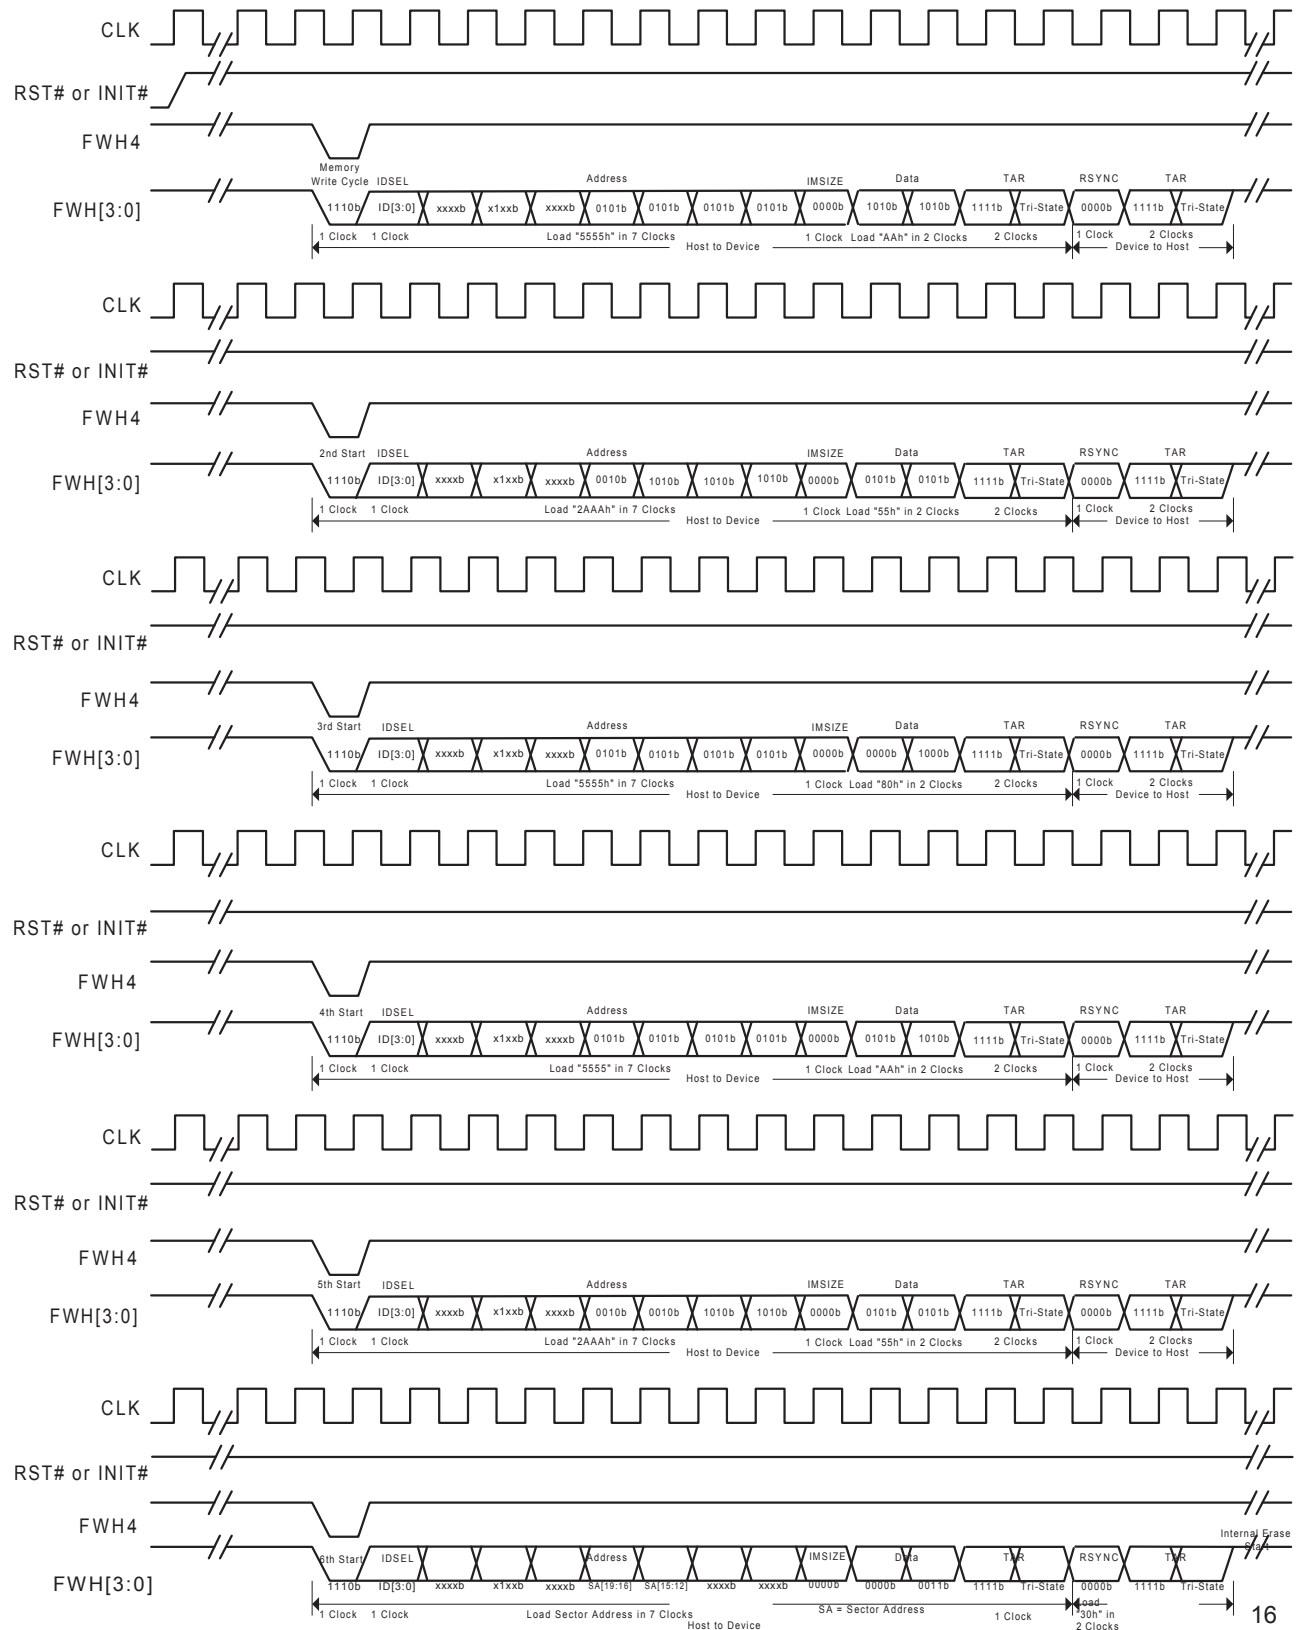 CLK
RST# or INIT#
FWH4
Memory
Write Cycle IDSEL Address IMSIZE Data TAR RSYNC TAR
FWH[3:0] 1110b ID[3:0] xxxxb x1xxb xxxxb 0101b 0101b 0101b 0101b 0000b 1010b 1010b 1111b Tri-State 0000b 1111b Tri-State
1 Clock 1 Clock Load "5555h" in 7 Clocks 1 Clock Load "AAh" in 2 Clocks 2 Clocks 1 Clock 2 Clocks
Host to Device Device to Host
CLK
RST# or INIT#
FWH4
2nd Start IDSEL Address IMSIZE Data TAR RSYNC TAR
FWH[3:0] 1110b ID[3:0] xxxxb x1xxb xxxxb 0010b 1010b 1010b 1010b 0000b 0101b 0101b 1111b Tri-State 0000b 1111b Tri-State
1 Clock 1 Clock Load "2AAAh" in 7 Clocks 1 Clock Load "55h" in 2 Clocks 2 Clocks 1 Clock 2 Clocks
Host to Device Device to Host
CLK
RST# or INIT#
FWH4
3rd Start IDSEL Address IMSIZE Data TAR RSYNC TAR
FWH[3:0] 1110b ID[3:0] xxxxb x1xxb xxxxb 0101b 0101b 0101b 0101b 0000b 0000b 1000b 1111b Tri-State 0000b 1111b Tri-State
1 Clock 1 Clock Load "5555h" in 7 Clocks 1 Clock Load "80h" in 2 Clocks 2 Clocks 1 Clock 2 Clocks
Host to Device Device to Host
CLK
RST# or INIT#
FWH4
4th Start IDSEL Address IMSIZE Data TAR RSYNC TAR
FWH[3:0] 1110b ID[3:0] xxxxb x1xxb xxxxb 0101b 0101b 0101b 0101b 0000b 0101b 1010b 1111b Tri-State 0000b 1111b Tri-State
1 Clock 1 Clock Load "5555" in 7 Clocks 1 Clock Load "AAh" in 2 Clocks 2 Clocks 1 Clock 2 Clocks
Host to Device Device to Host
CLK
RST# or INIT#
FWH4
5th Start IDSEL Address IMSIZE Data TAR RSYNC TAR
FWH[3:0] 1110b ID[3:0] xxxxb x1xxb xxxxb 0010b 0010b 1010b 1010b 0000b 0101b 0101b 1111b Tri-State 0000b 1111b Tri-State
1 Clock 1 Clock Load "2AAAh" in 7 Clocks 1 Clock Load "55h" in 2 Clocks 2 Clocks 1 Clock 2 Clocks
Host to Device Device to Host
CLK
RST# or INIT#
FWH4
Internal Erase
Start
6th Start IDSEL Address IMSIZE Data TAR RSYNC TAR
FWH[3:0] 1110b ID[3:0] xxxxb x1xxb xxxxb SA[19:16] SA[15:12] xxxxb xxxxb 0000b 0000b 0011b 1111b Tri-State 0000b 1111b Tri-State
1 Clock 1 Clock Load Sector Address in 7 Clocks SA = Sector Address 1 Clock Load
"30h" in
2 Clocks
Host to Device
16